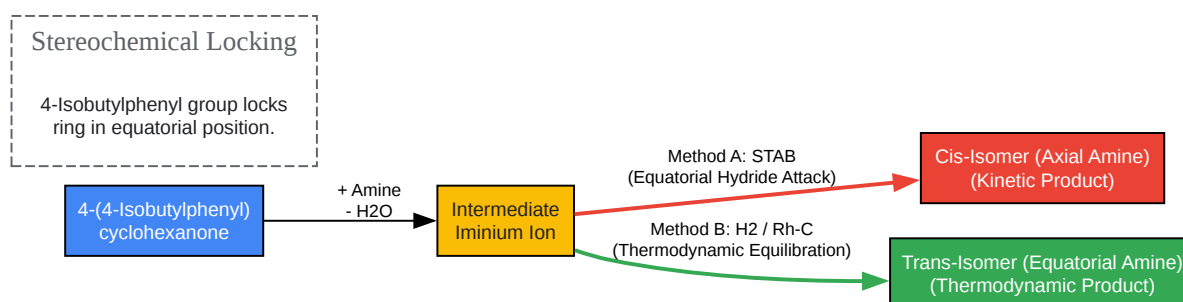 Stereochemical Locking
4-Isobutylphenyl group locks
ring in equatorial position.
4-(4-Isobutylphenyl)
cyclohexanone
+ Amine
- H2O
Intermediate
Iminium Ion
Method A: STAB
(Equatorial Hydride Attack)
Cis-Isomer (Axial Amine)
(Kinetic Product)
Method B: H2 / Rh-C
(Thermodynamic Equilibration)
Trans-Isomer (Equatorial Amine)
(Thermodynamic Product)